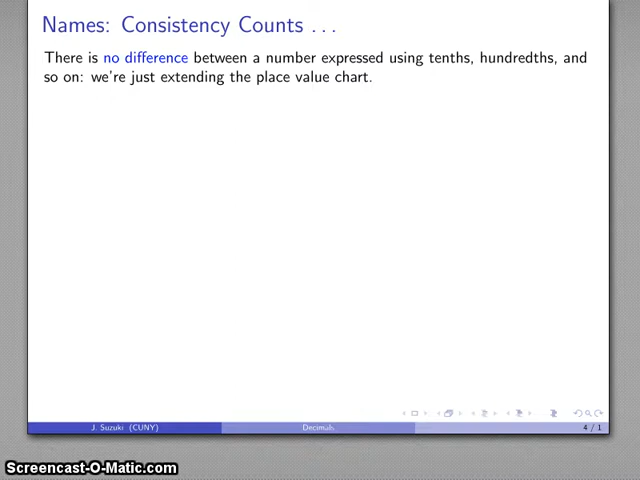 Names: Consistency Counts . . .
There is no difference between a number expressed using tenths, hundredths, and
so on: we're just extending the place value chart.
J. Suzuki (CUNY)
Decimals
4 / 1
Screencast-O-Matic.com